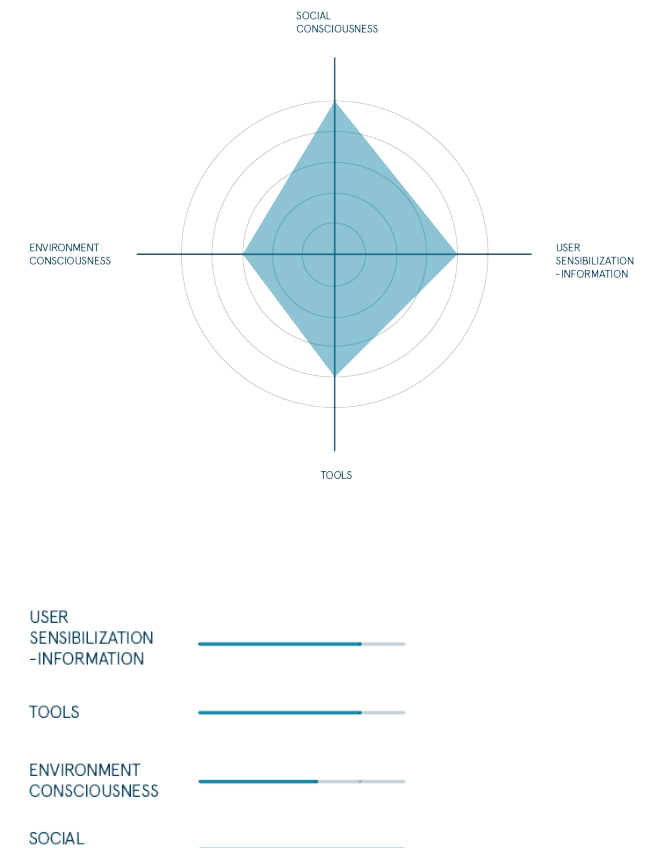 SOCIAL
CONSCIOUSNESS
ENVIRONMENT
CONSCIOUSNESS
USER
SENSIBILIZATION
-INFORMATION
TOOLS
USER
SENSIBILIZATION
-INFORMATION
TOOLS
ENVIRONMENT
CONSCIOUSNESS
SOCIAL